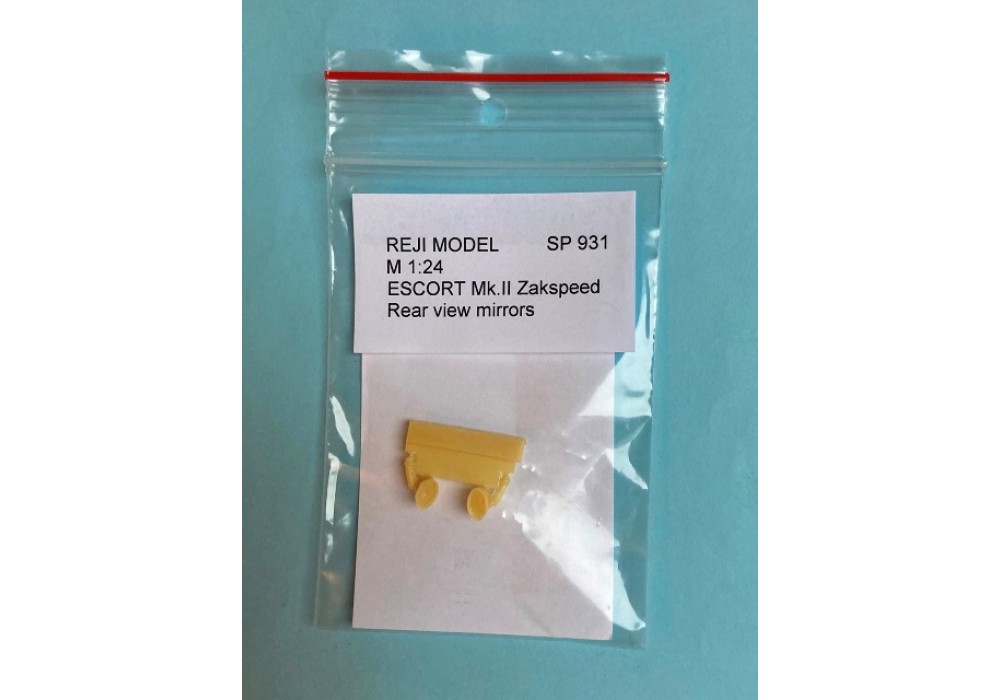 REJI MODEL SP 931
M 1:24
ESCORT Mk.II Zakspeed
Rear view mirrors